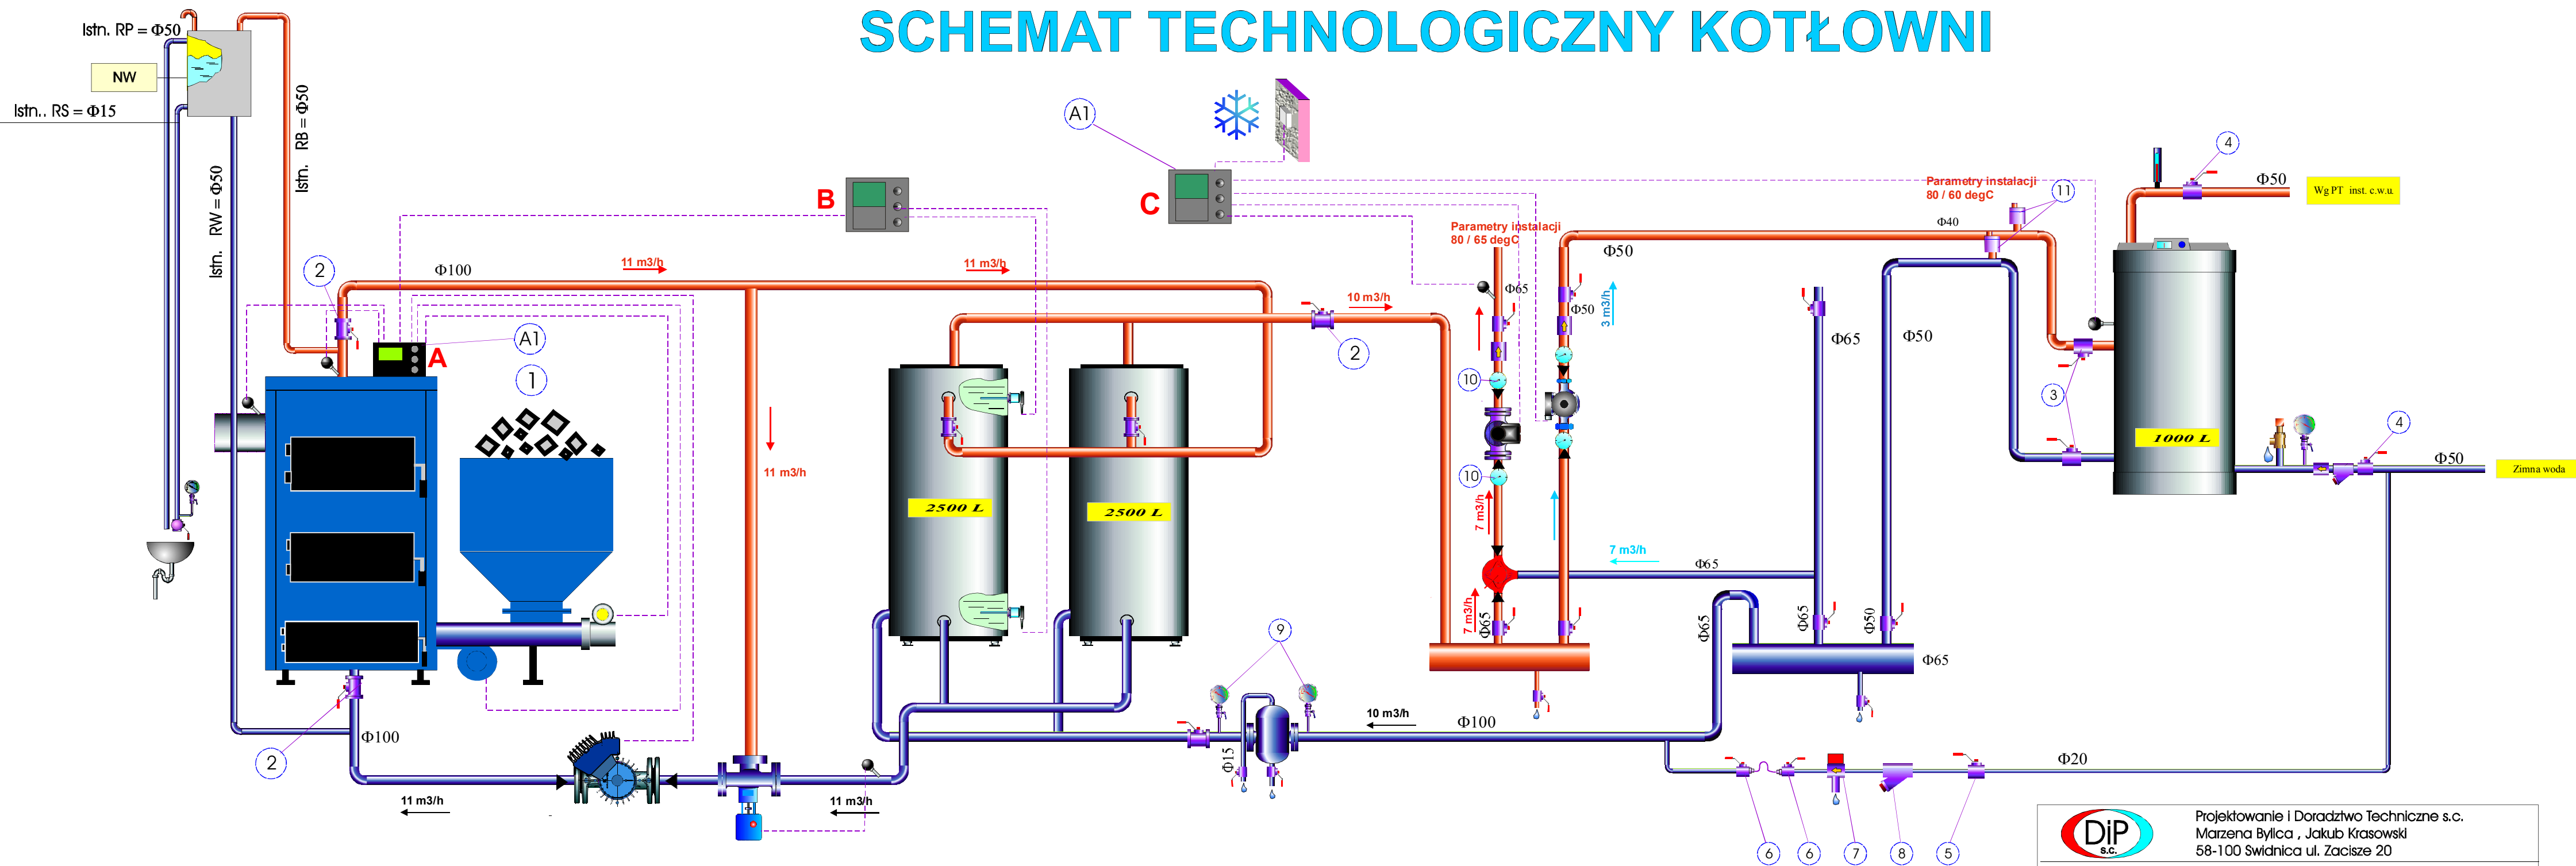 SCHEMAT TECHNOLOGICZNY KOTŁOWNI
Istn. RP = Φ50
NW
Istn.. RS = Φ15
Istn. RW = Φ50
Istn. RB = Φ50
2
Φ100
11 m3/h
11 m3/h
A
A1
1
B
A1
C
11 m3/h
2500 L
2500 L
10 m3/h
2
Parametry instalacji
80 / 65 degC
Φ65
Φ50
Φ50
3 m3/h
10
10
7 m3/h
7 m3/h
7 m3/h
Φ65
Φ65
Φ65
Φ50
Parametry instalacji
80 / 60 degC
11
Φ40
4
Φ50
Wg PT inst. c.w.u.
3
1000 L
4
Φ50
Zimna woda
Φ65
Φ65
Φ50
Φ65
2
Φ100
11 m3/h
11 m3/h
9
Φ15
10 m3/h
Φ100
Φ20
6
6
7
8
5
DiP
s.c.
Projektowanie i Doradztwo Techniczne s.c.
Marzena Bylica , Jakub Krasowski
58-100 Swidnica ul. Zacisze 20